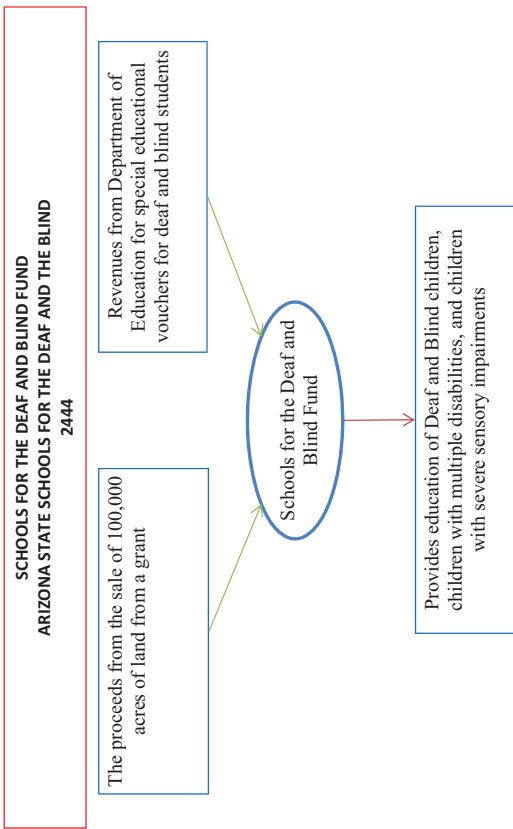 SCHOOLS FOR THE DEAF AND BLIND FUND
ARIZONA STATE SCHOOLS FOR THE DEAF AND THE BLIND
2444
The proceeds from the sale of 100,000
acres of land from a grant
Revenues from Department of
Education for special educational
vouchers for deaf and blind students
Schools for the Deaf and
Blind Fund
Provides education of Deaf and Blind children,
children with multiple disabilities, and children
with severe sensory impairments